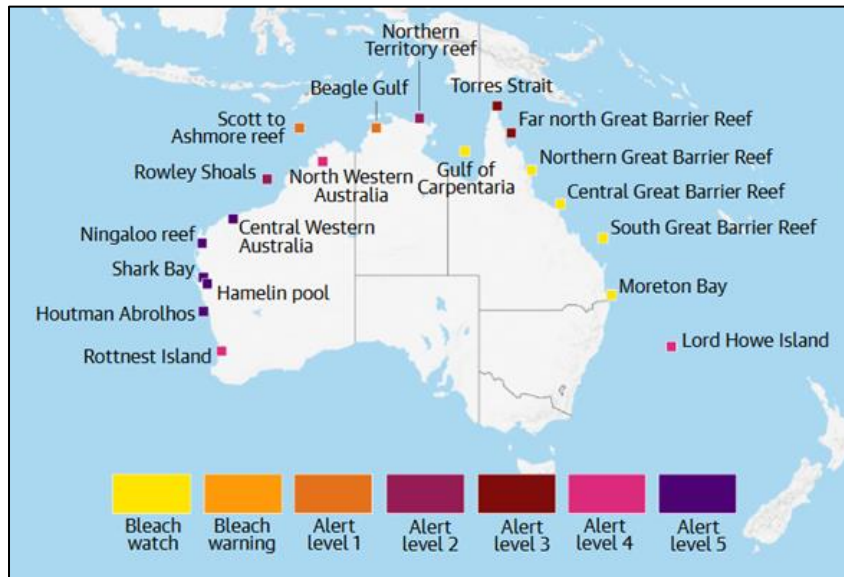 Northern
Territory reef
Beagle Gulf
Torres Strait
Scott to
Ashmore reef
Far north Great Barrier Reef
Rowley Shoals
North Western
Australia
Gulf of
Carpentaria
Northern Great Barrier Reef
Central Great Barrier Reef
Ningaloo reef
Central Western
Australia
South Great Barrier Reef
Shark Bay
Hamelin pool
Moreton Bay
Houtman Abrolhos
Rottnest Island
Lord Howe Island
Bleach
watch
Bleach
warning
Alert
level 1
Alert
level 2
Alert
level 3
Alert
level 4
Alert
level 5